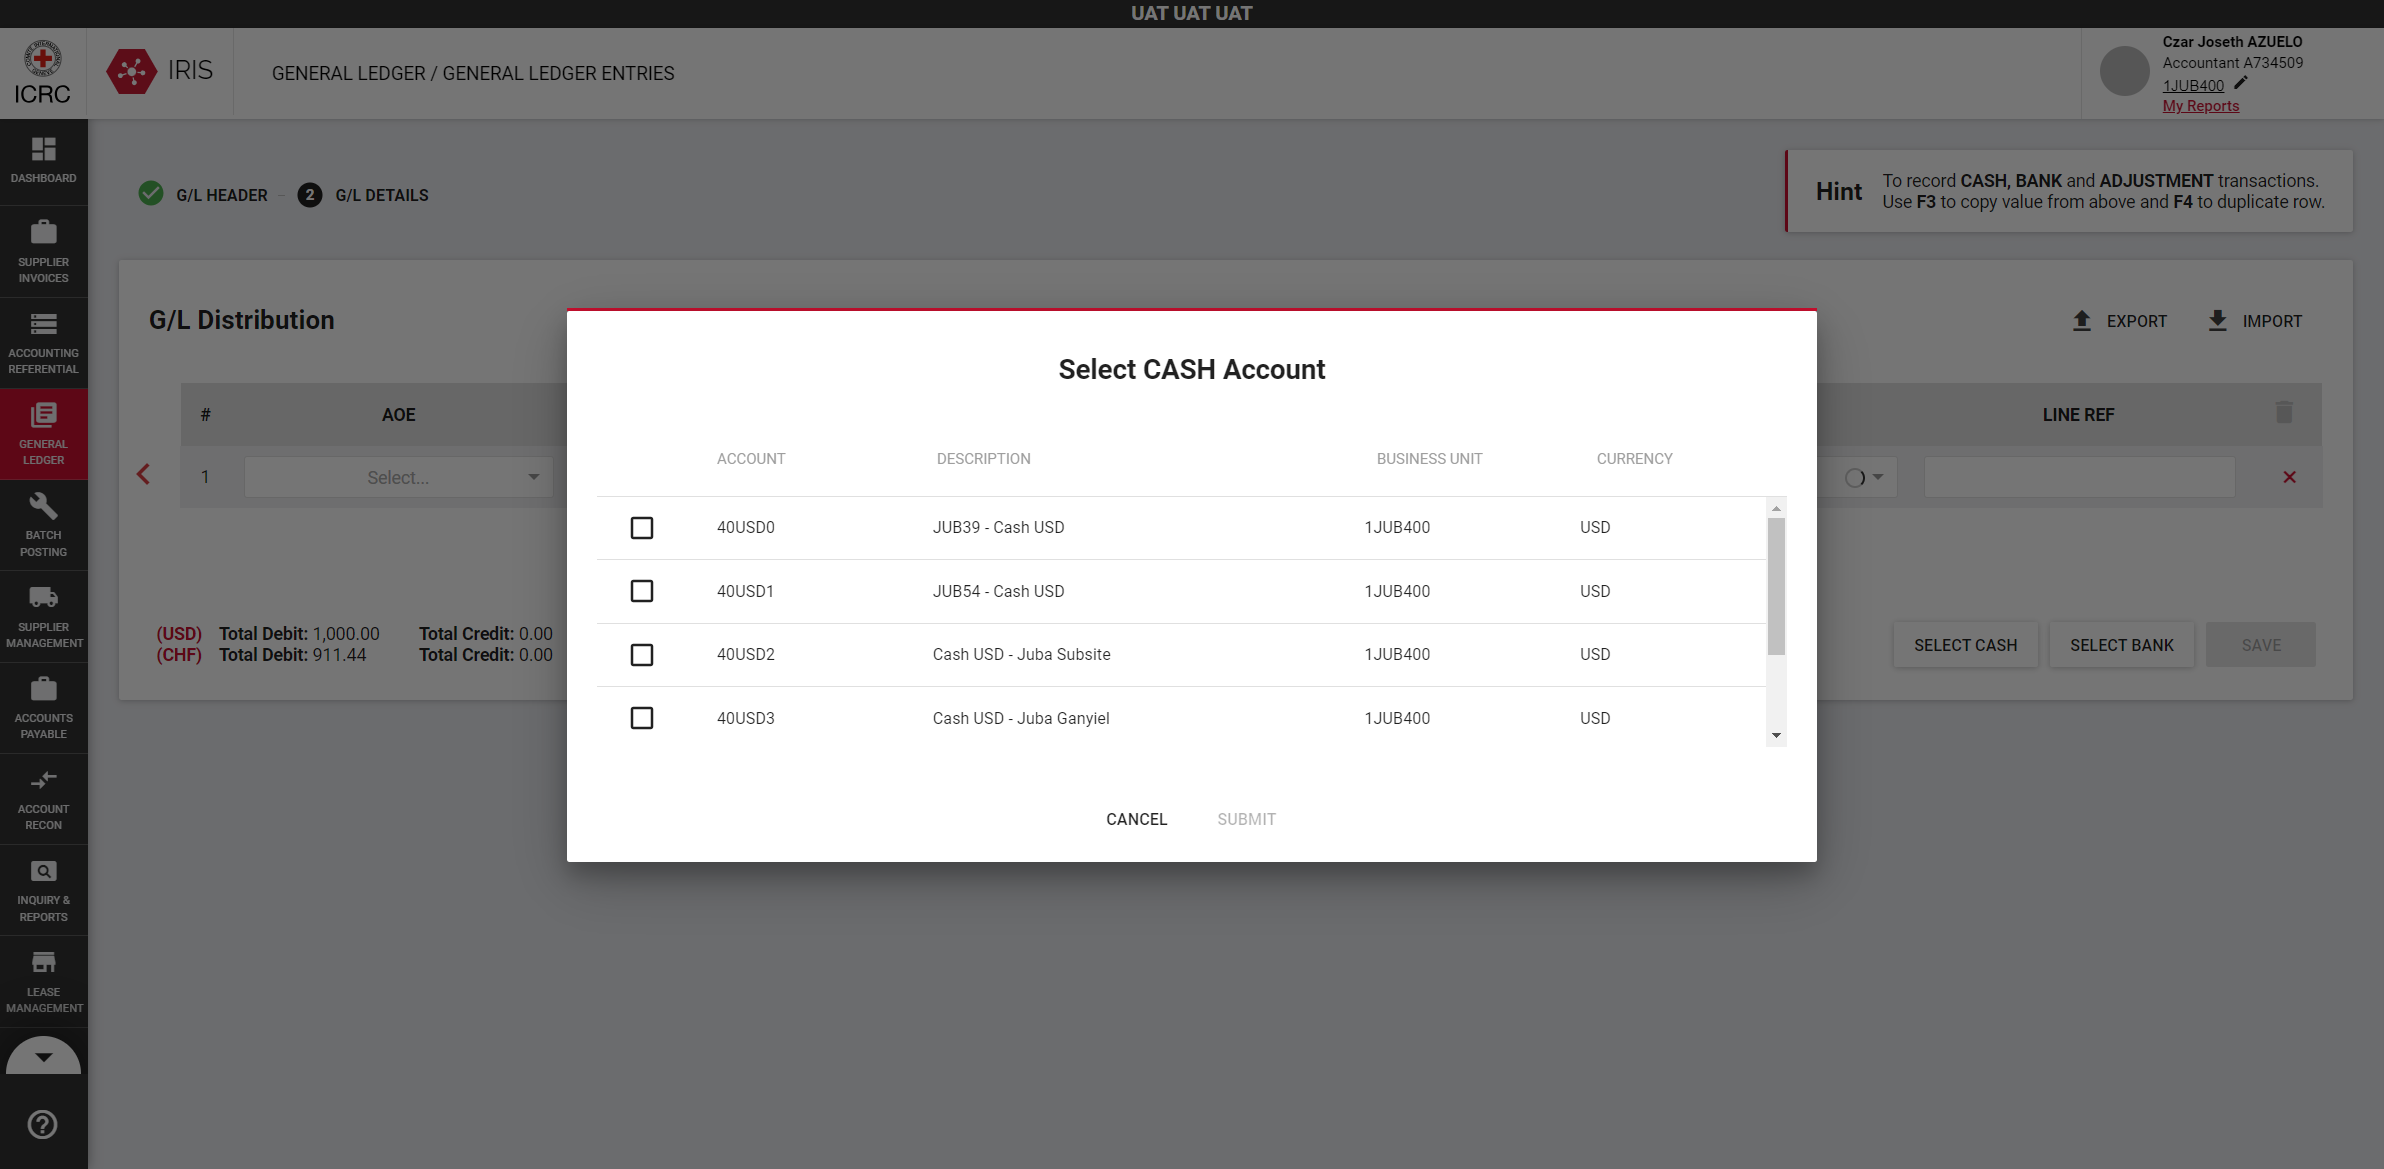 UAT UAT UAT
ICRC
IRIS
GENERAL LEDGER / GENERAL LEDGER ENTRIES
Czar Joseth AZUELO
Accountant A734509
1JUB400
My Reports
DASHBOARD
SUPPLIER
INVOICES
ACCOUNTING
REFERENTIAL
GENERAL
LEDGER
BATCH
POSTING
SUPPLIER
MANAGEMENT
ACCOUNTS
PAYABLE
ACCOUNT
RECON
INQUIRY &
REPORTS
LEASE
MANAGEMENT
G/L HEADER
2 G/L DETAILS
Hint
To record CASH, BANK and ADJUSTMENT transactions.
Use F3 to copy value from above and F4 to duplicate row.
G/L Distribution
EXPORT IMPORT
# AOE LINE REF
1 Select...
(USD) Total Debit: 1,000.00 Total Credit: 0.00
(CHF) Total Debit: 911.44 Total Credit: 0.00
SELECT CASH SELECT BANK SAVE
Select CASH Account
ACCOUNT DESCRIPTION BUSINESS UNIT CURRENCY
40USD0 JUB39 - Cash USD 1JUB400 USD
40USD1 JUB54 - Cash USD 1JUB400 USD
40USD2 Cash USD - Juba Subsite 1JUB400 USD
40USD3 Cash USD - Juba Ganyiel 1JUB400 USD
CANCEL SUBMIT